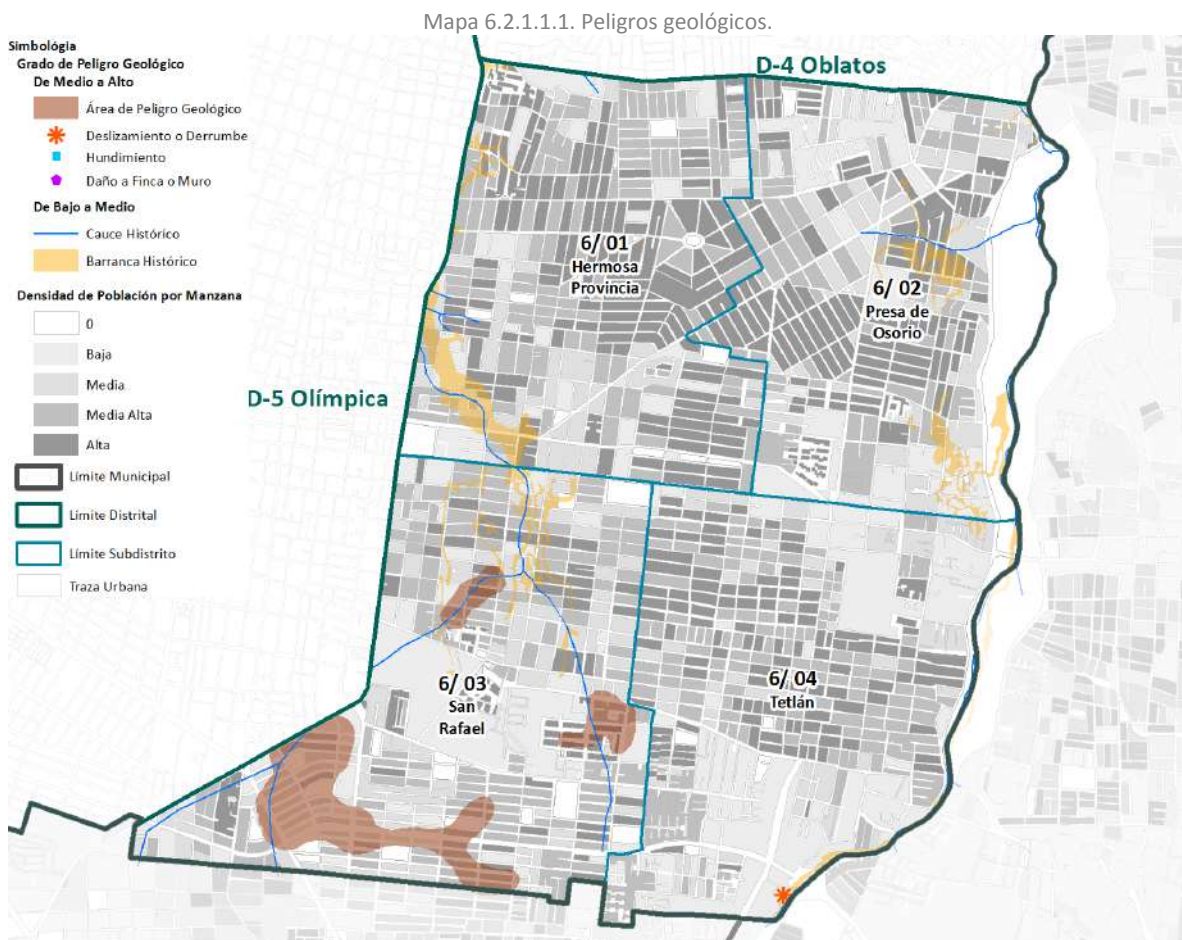 Mapa 6.2.1.1.1. Peligros geológicos.
Simbológia
Grado de Peligro Geológico
De Medio a Alto
Área de Peligro Geológico
Deslizamiento o Derrumbe
Hundimiento
Daño a Finca o Muro
De Bajo a Medio
Cauce Histórico
Barranca Histórico
Densidad de Población por Manzana
0
Baja
Media
Media Alta
Alta
Límite Municipal
Límite Distrital
Límite Subdistrito
Traza Urbana
D-4 Oblatos
6/ 01
Hermosa
Provincia
6/ 02
Presa de
Osorio
D-5 Olímpica
6/ 03
San
Rafael
6/ 04
Tetlán